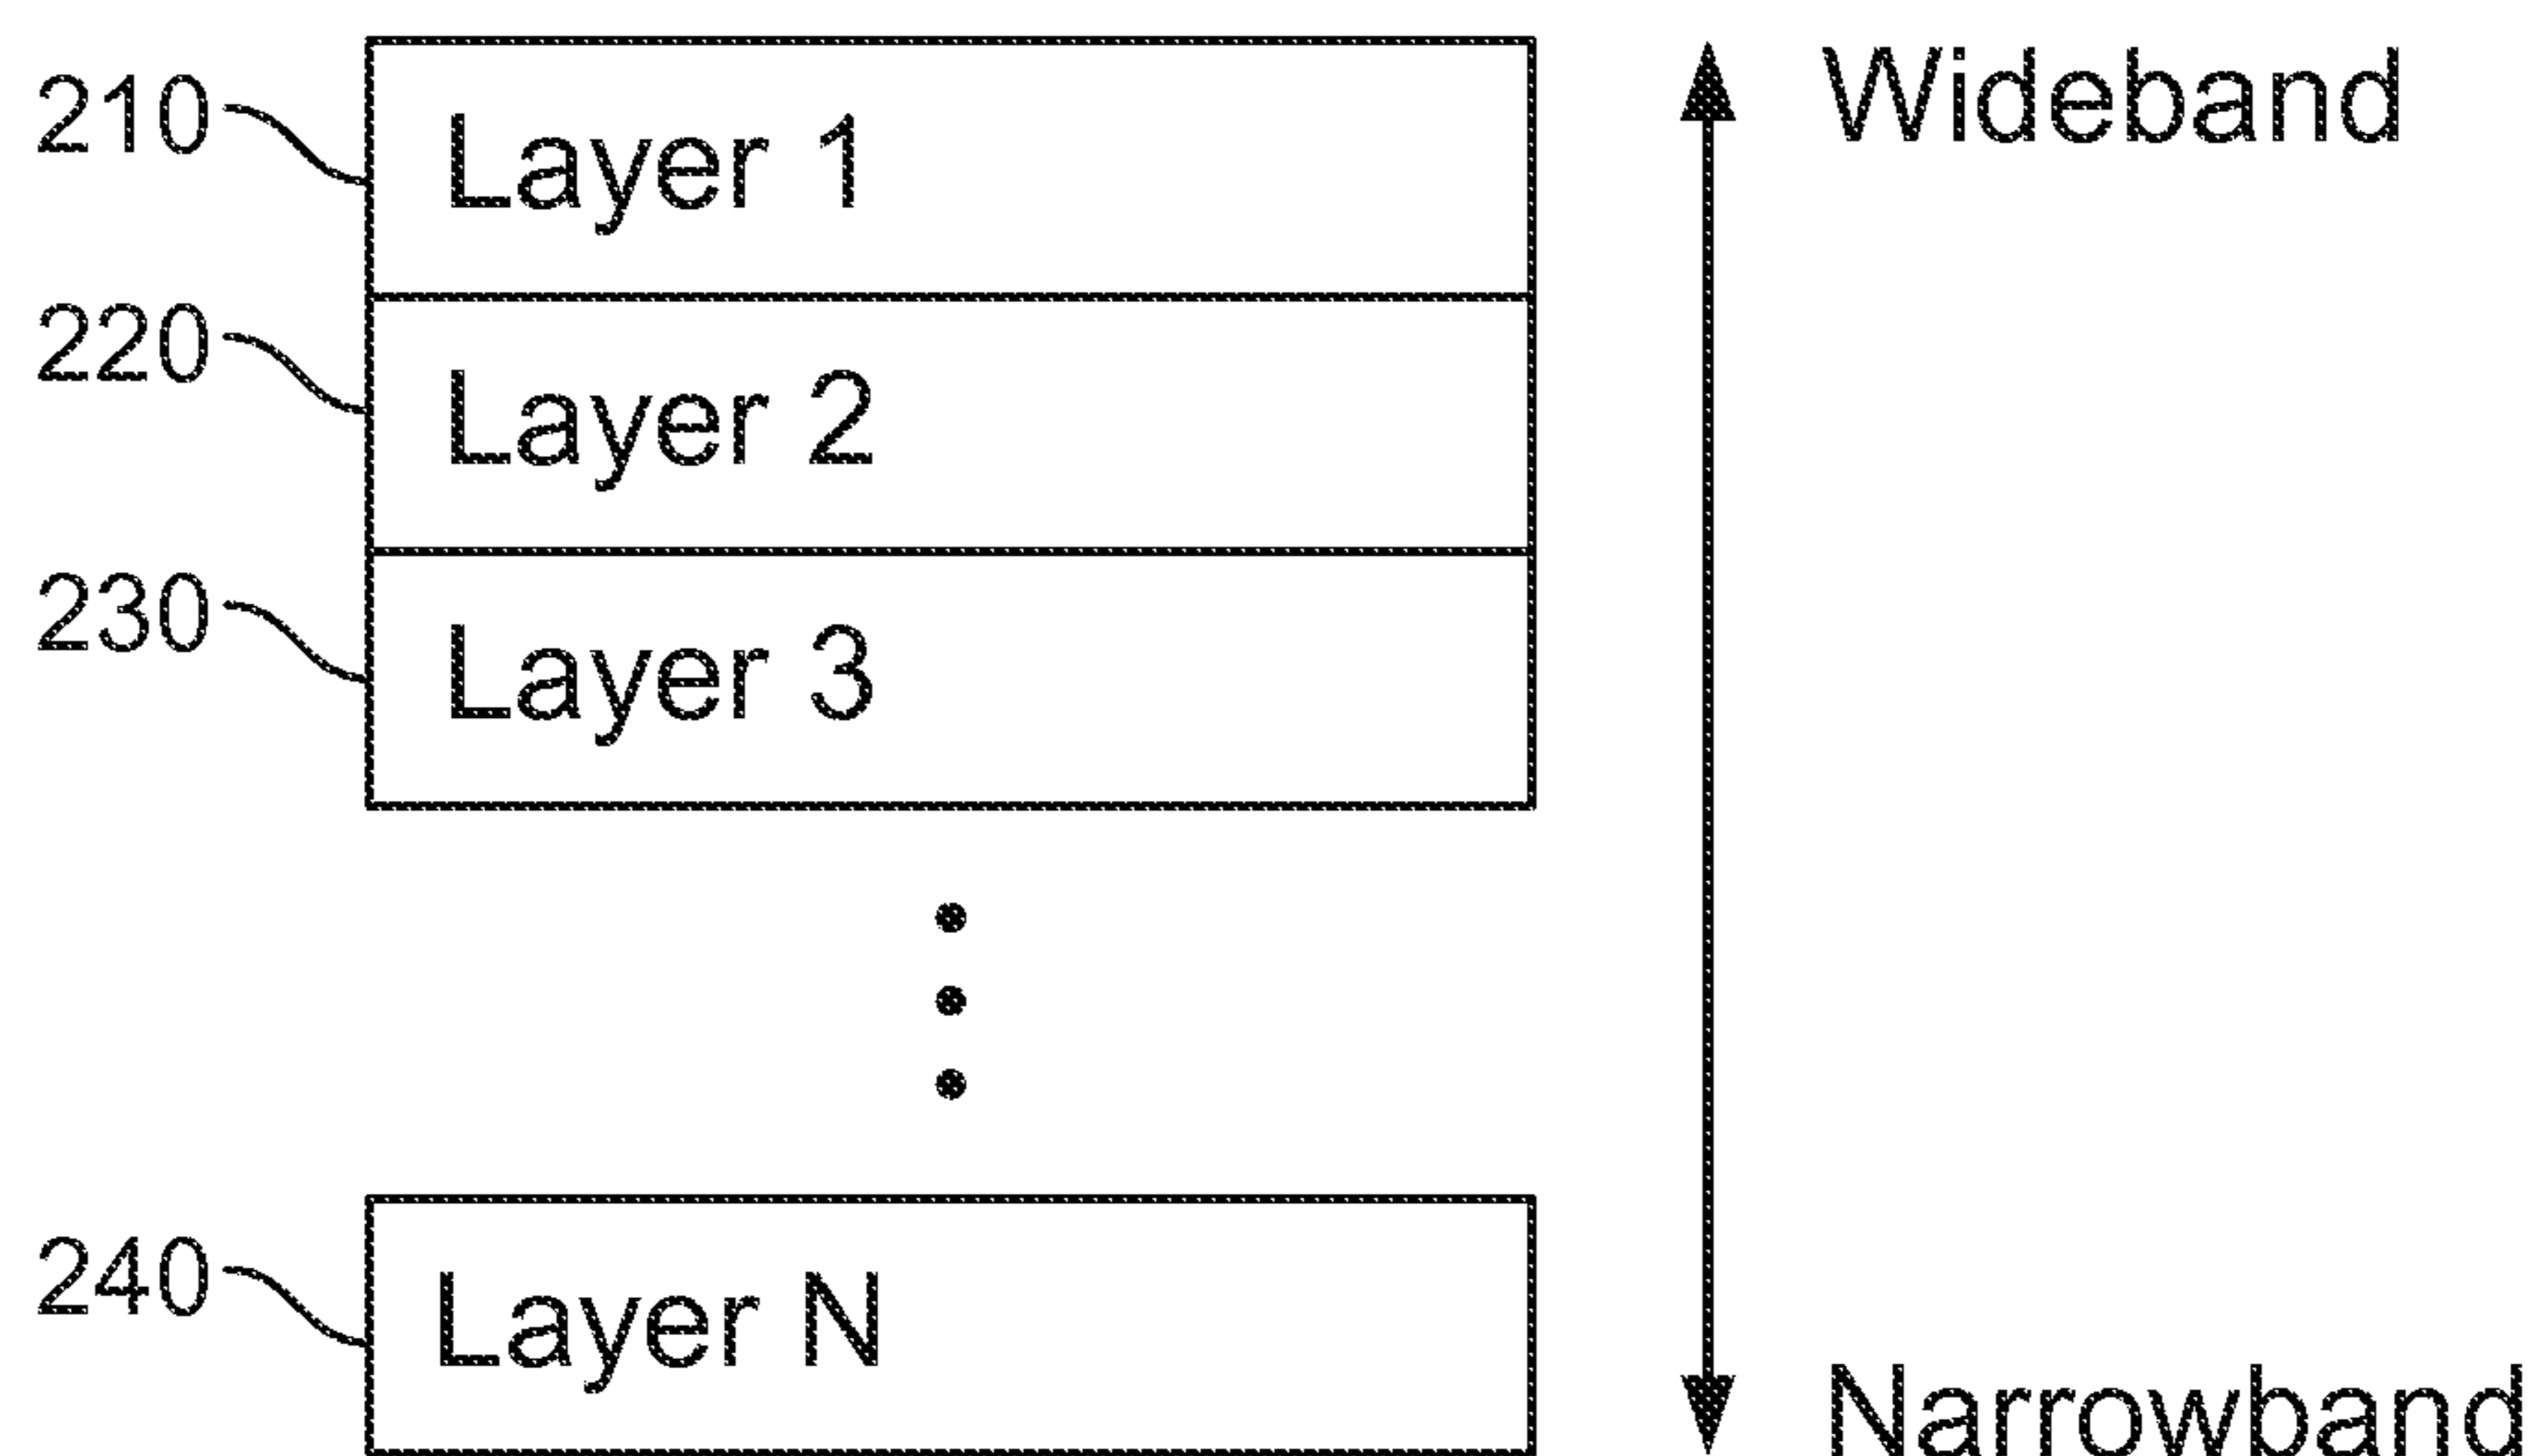 210
Layer 1
Wideband
220
Layer 2
230
Layer 3
240
Layer N
Narrowband